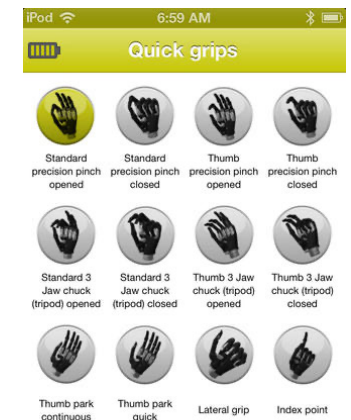 iPod 6:59 AM
Quick grips
Standard Standard Thumb Thumb
precision pinch precision pinch precision pinch precision pinch
opened closed opened closed
Standard 3 Standard 3 Thumb 3 Jaw Thumb 3 Jaw
Jaw chuck Jaw chuck chuck (tripod) chuck (tripod)
(tripod) opened (tripod) closed opened closed
Thumb park Thumb park Lateral grip Index point
continuous quick